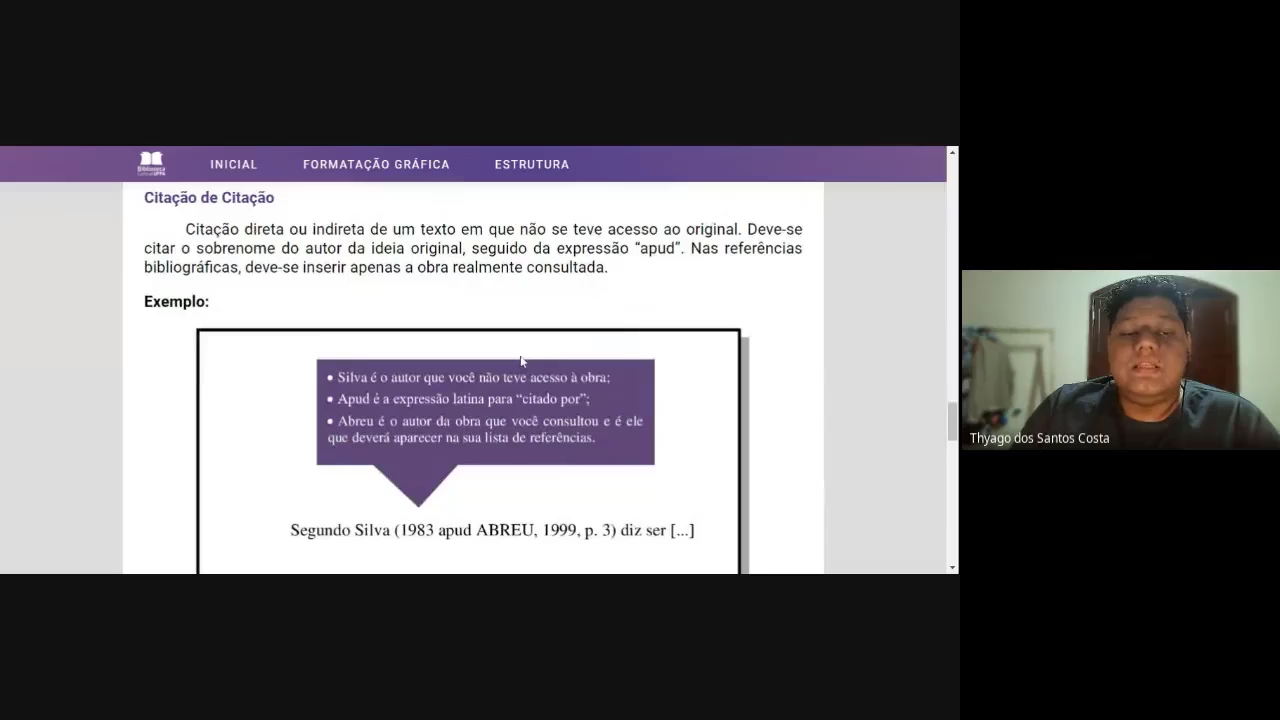 INICIAL FORMATAÇÃO GRÁFICA ESTRUTURA
Citação de Citação
Citação direta ou indireta de um texto em que não se teve acesso ao original. Deve-se
citar o sobrenome do autor da ideia original, seguido da expressão “apud”. Nas referências
bibliográficas, deve-se inserir apenas a obra realmente consultada.
Exemplo:
• Silva é o autor que você não teve acesso à obra;
• Apud é a expressão latina para “citado por”;
• Abreu é o autor da obra que você consultou e é ele
que deverá aparecer na sua lista de referências.
Segundo Silva (1983 apud ABREU, 1999, p. 3) diz ser [...]
Thyago dos Santos Costa